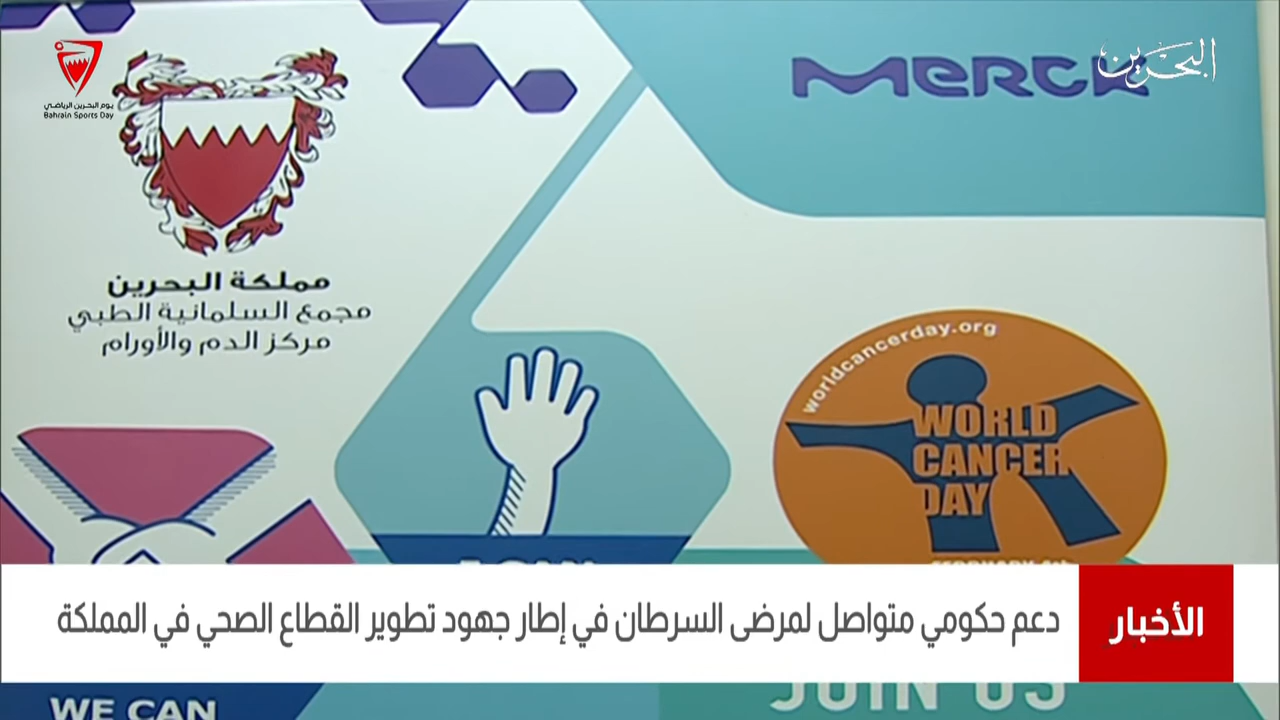 يوم البحرين الرياضي
Bahrain Sports Day
MERCK
البحرين
مملكة البحرين
مجمع السلمانية الطبي
مركز الدم والأورام
worldcancerday.org
WORLD
CANCER
DAY
دعم حكومي متواصل لمرضى السرطان في إطار جهود تطوير القطاع الصحي في المملكة
الأخبار
WE CAN
JOIN US